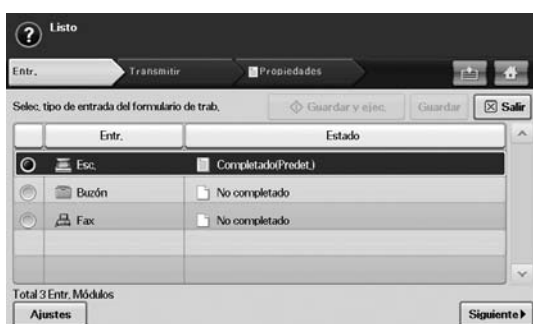 Listo
Entr. Transmitir Propiedades
Selec. tipo de entrada del formulario de trab. Guardar y ejec. Guardar Salir
Entr. Estado
Esc. Completado(Predet.)
Buzón No completado
Fax No completado
Total 3 Entr. Módulos
Ajustes Siguiente